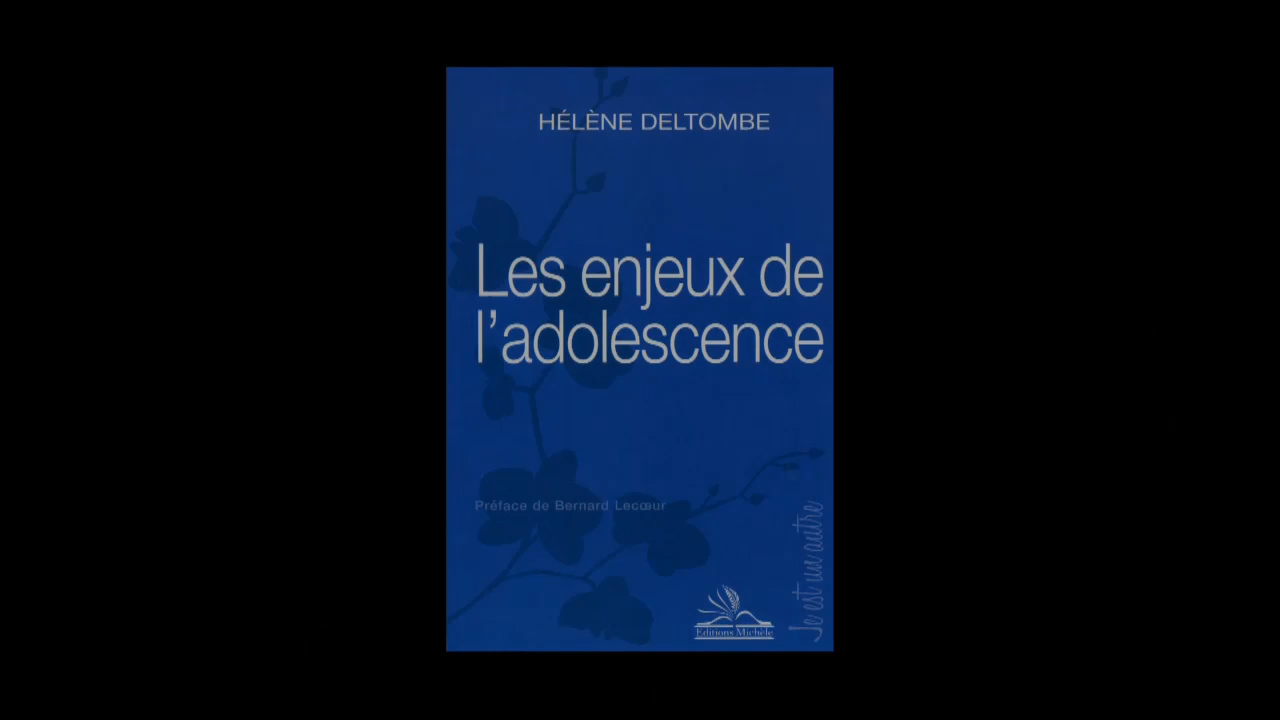 HÉLÈNE DELTOMBE
Les enjeux de
l'adolescence
Préface de Bernard Lecœur
Je est un autre
Editions Michèle